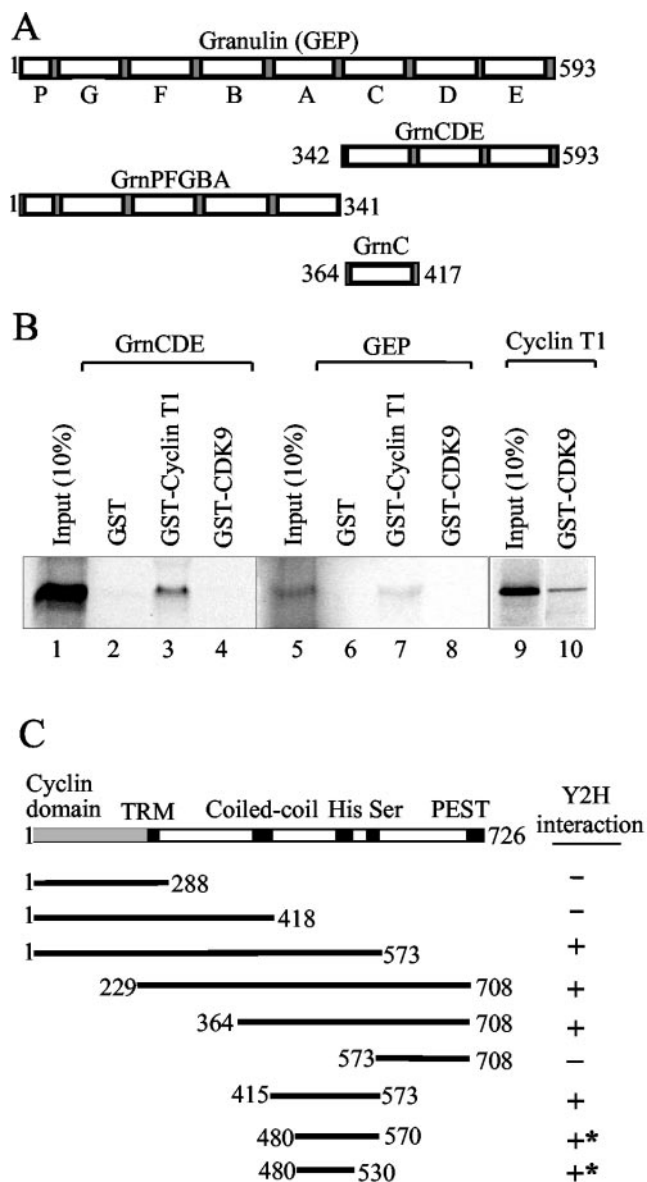 A
Granulin (GEP)
1 593
P G F B A C D E
GrnCDE
342 593
GrnPFGBA
1 341
GrnC
364 417
B
GrnCDE GEP Cyclin T1
Input (10%) GST GST-Cyclin T1 GST-CDK9 Input (10%) GST GST-Cyclin T1 GST-CDK9 Input (10%) GST-CDK9
1 2 3 4 5 6 7 8 9 10
C
Cyclin domain TRM Coiled-coil His Ser PEST Y2H interaction
1 726
1 288 –
1 418 –
1 573 +
229 708 +
364 708 +
573 708 –
415 573 +
480 570 +*
480 530 +*